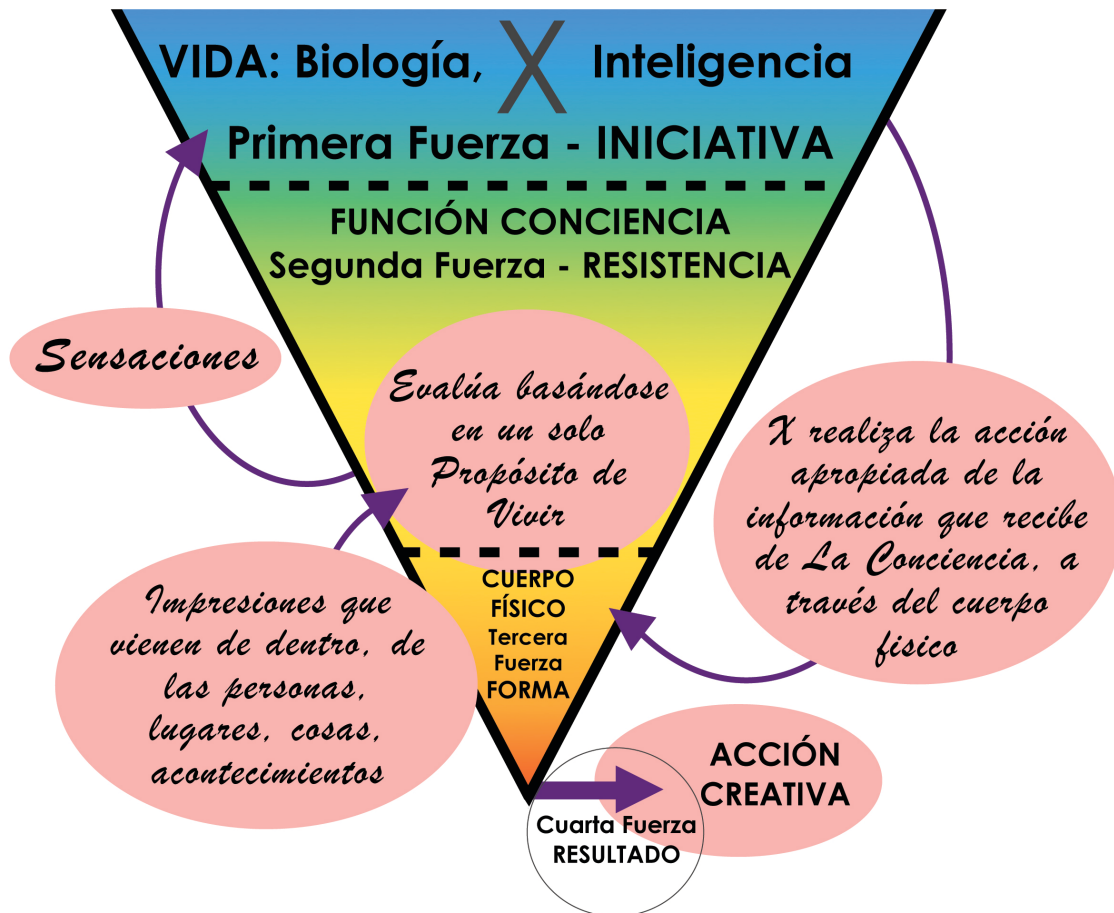 VIDA: Biología, X Inteligencia
Primera Fuerza - INICIATIVA
FUNCIÓN CONCIENCIA
Segunda Fuerza - RESISTENCIA
Sensaciones
Evalúa basándose
en un solo
Propósito de
Vivir
X realiza la acción
apropiada de la
información que recibe
de La Conciencia, a
través del cuerpo
fisico
Impresiones que
vienen de dentro, de
las personas,
lugares, cosas,
acontecimientos
CUERPO
FÍSICO
Tercera
Fuerza
FORMA
ACCIÓN
CREATIVA
Cuarta Fuerza
RESULTADO